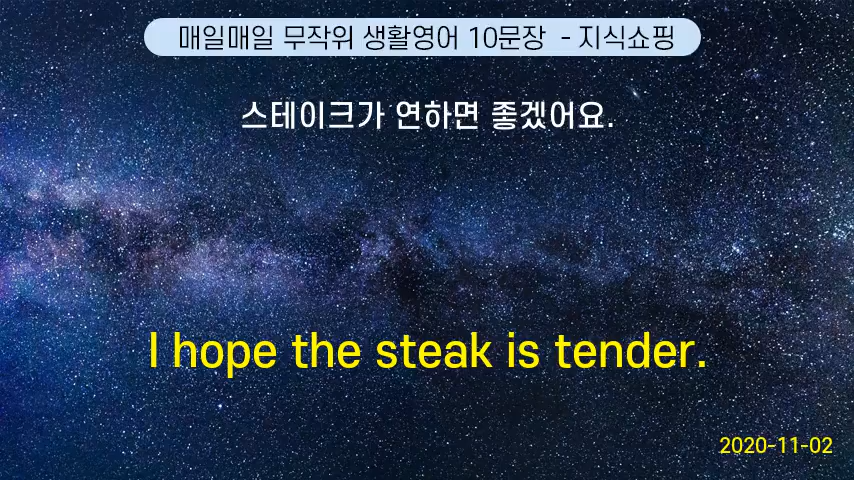 매일매일 무작위 생활영어 10문장 - 지식쇼핑
스테이크가 연하면 좋겠어요.
I hope the steak is tender.
2020-11-02